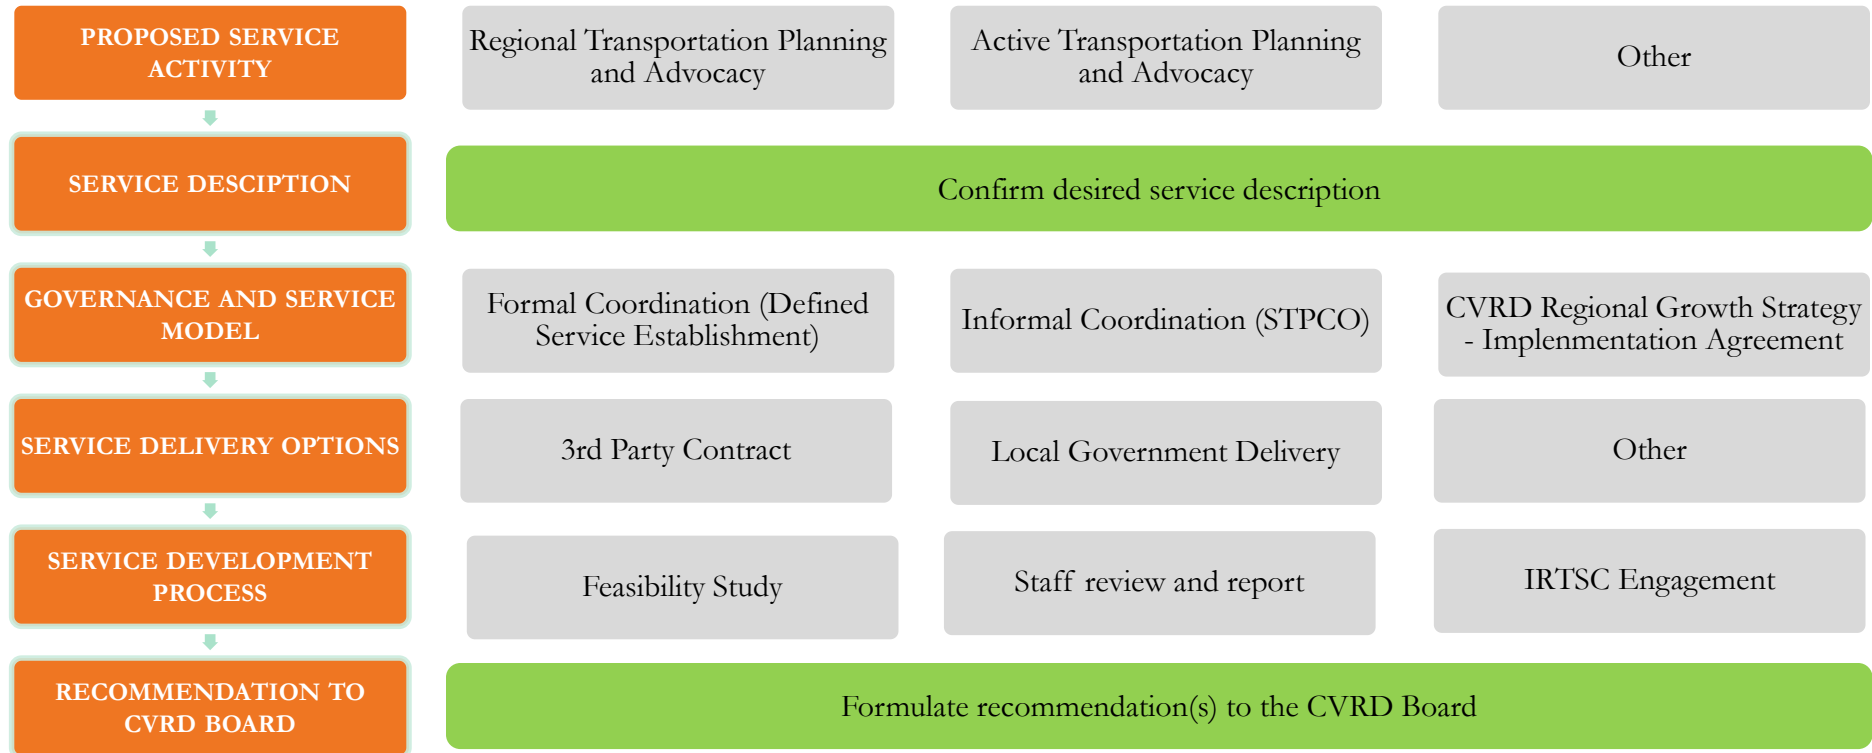 PROPOSED SERVICE
ACTIVITY
Regional Transportation Planning
and Advocacy
Active Transportation Planning
and Advocacy
Other
SERVICE DESCIPTION
Confirm desired service description
GOVERNANCE AND SERVICE
MODEL
Formal Coordination (Defined
Service Establishment)
Informal Coordination (STPCO)
CVRD Regional Growth Strategy
- Implenmentation Agreement
SERVICE DELIVERY OPTIONS
3rd Party Contract
Local Government Delivery
Other
SERVICE DEVELOPMENT
PROCESS
Feasibility Study
Staff review and report
IRTSC Engagement
RECOMMENDATION TO
CVRD BOARD
Formulate recommendation(s) to the CVRD Board